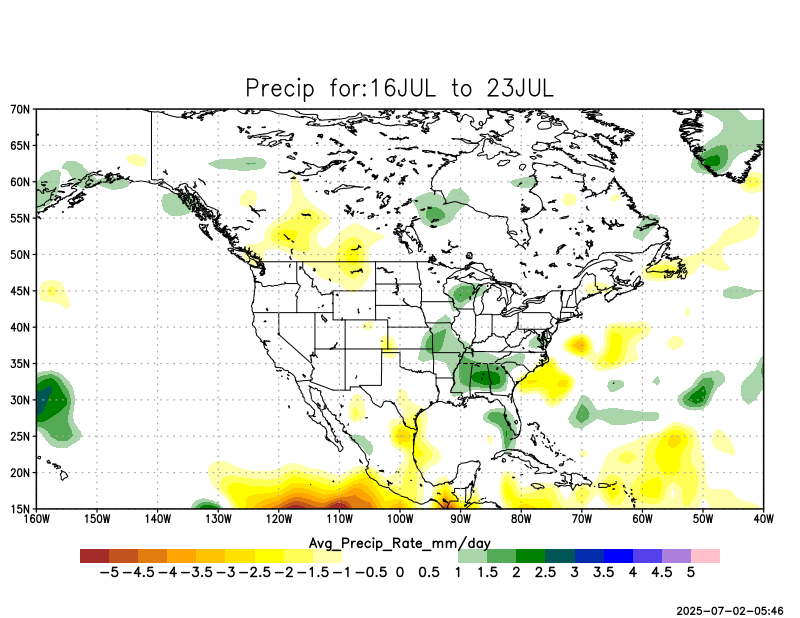 Precip for:16JUL to 23JUL
70N
65N
60N
55N
50N
45N
40N
35N
30N
25N
20N
15N
160W 150W 140W 130W 120W 110W 100W 90W 80W 70W 60W 50W 40W
Avg_Precip_Rate_mm/day
-5 -4.5 -4 -3.5 -3 -2.5 -2 -1.5 -1 -0.5 0 0.5 1 1.5 2 2.5 3 3.5 4 4.5 5
2025-07-02-05:46